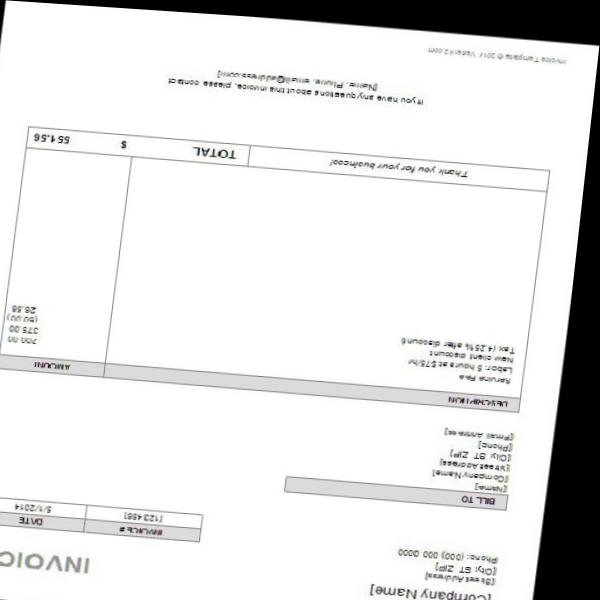 [Company Name]
INVOIC
[Street Address]
[City, ST ZIP]
Phone: (000) 000 0000
INVOICE # DATE
[123456] 5/1/2014
BILL TO
[Name]
[Company Name]
[Street Address]
[City, ST ZIP]
[Phone]
[Email Address]
DESCRIPTION AMOUNT
Service Fee 200.00
Labor: 5 hours at $75/hr 375.00
New client discount (50.00)
Tax (4.25% after discount) 26.56
Thank you for your business! TOTAL $ 551.56
If you have any questions about this invoice, please contact
[Name, Phone, email@address.com]
Invoice Template © 2014 Vertex42.com